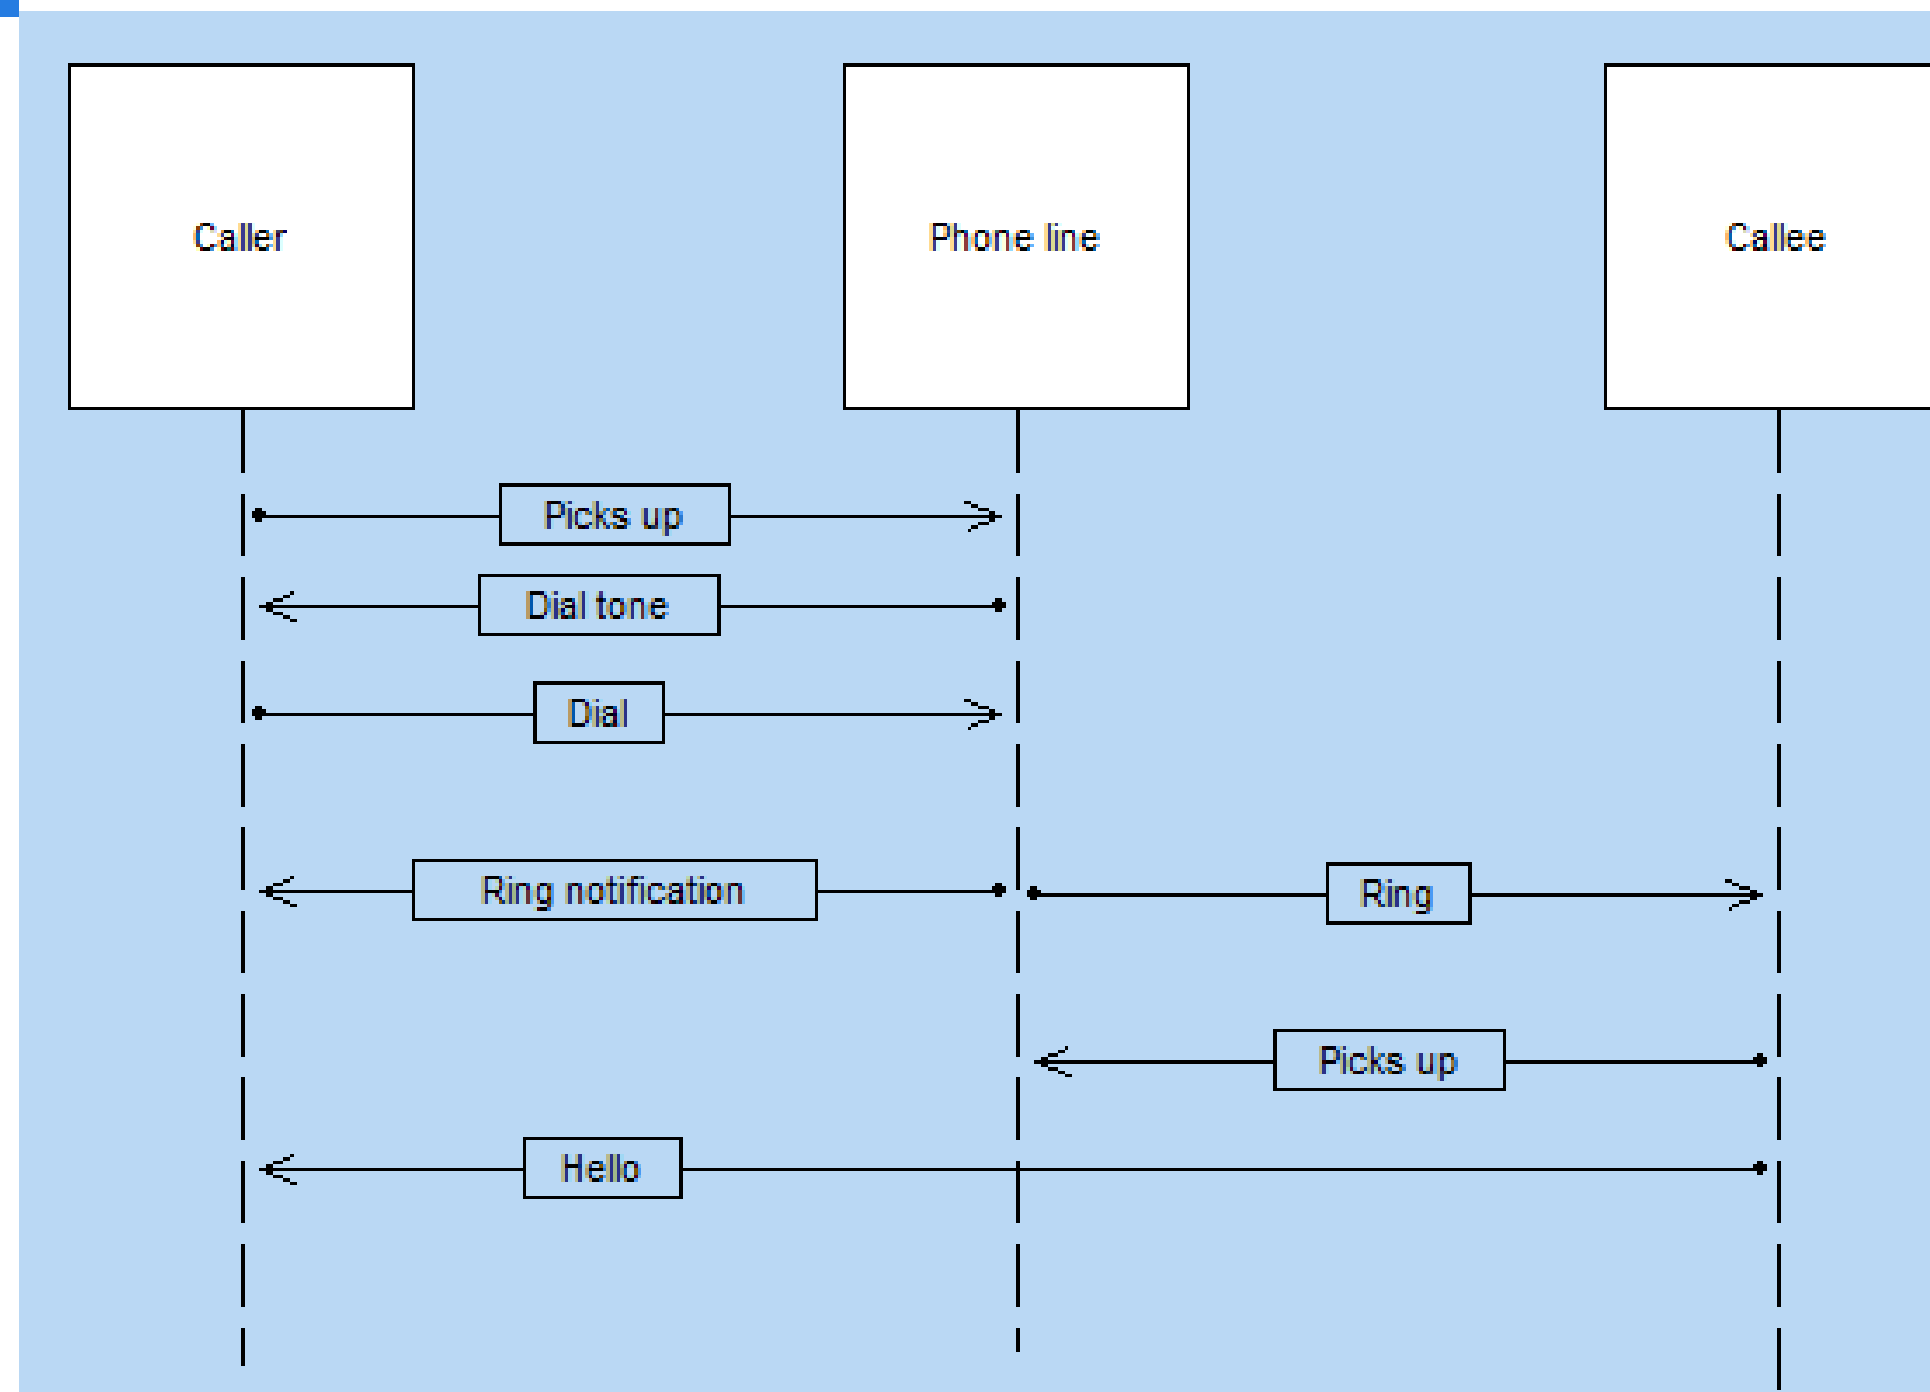 Caller
Phone line
Callee
Picks up
Dial tone
Dial
Ring notification
Ring
Picks up
Hello